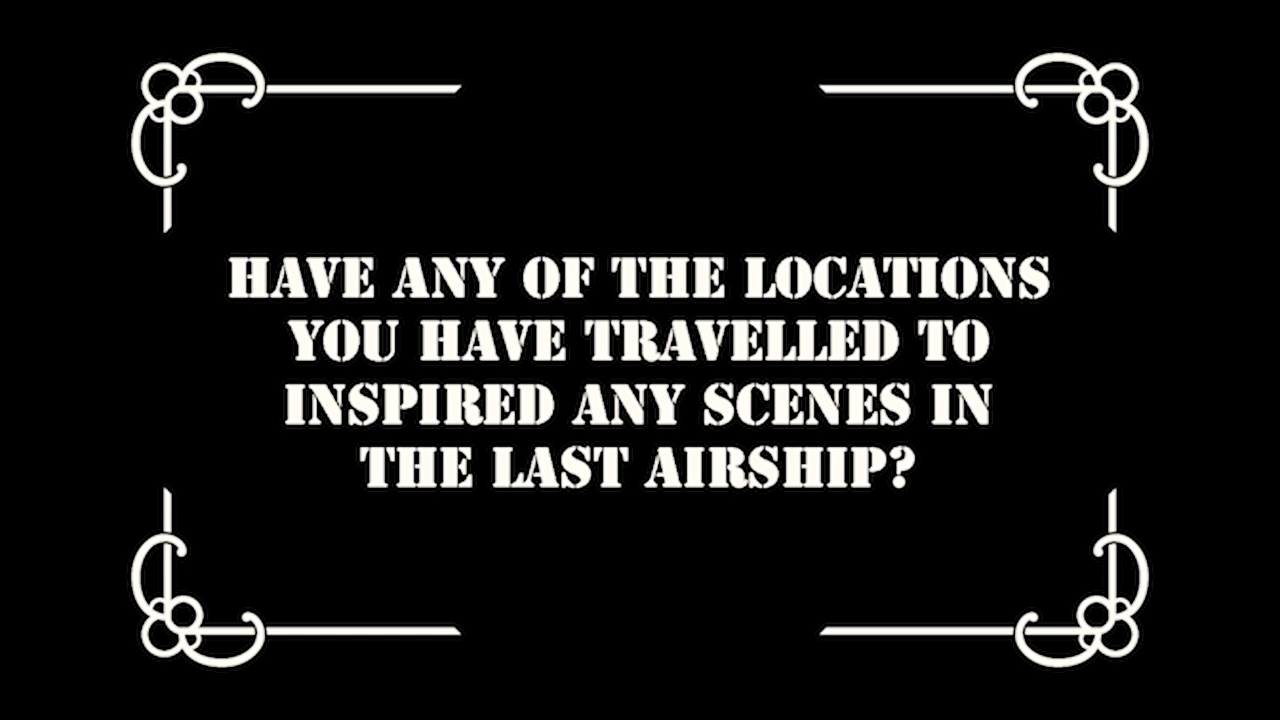 HAVE ANY OF THE LOCATIONS
YOU HAVE TRAVELLED TO
INSPIRED ANY SCENES IN
THE LAST AIRSHIP?